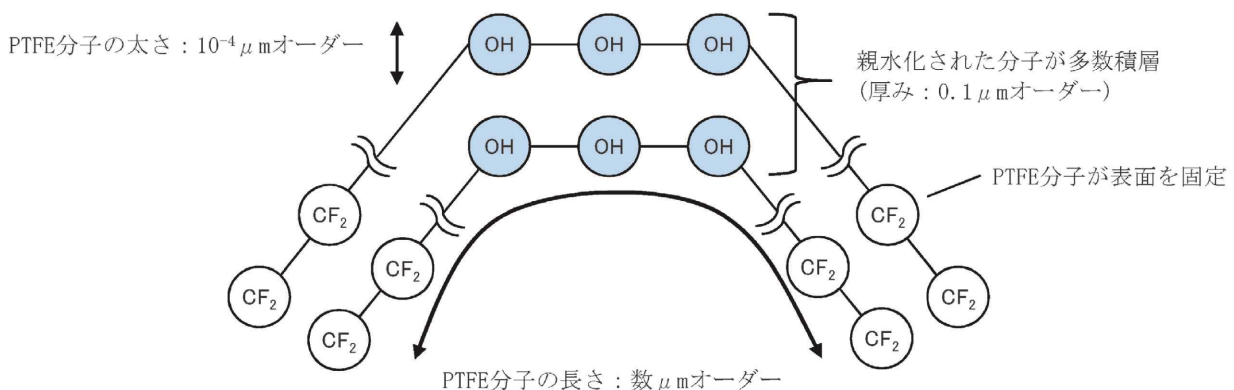 PTFE分子の太さ：10⁻⁴μmオーダー
OH OH OH
親水化された分子が多数積層
(厚み：0.1μmオーダー)
OH OH OH
PTFE分子が表面を固定
CF₂ CF₂
CF₂ CF₂
CF₂ CF₂
CF₂ CF₂
PTFE分子の長さ：数μmオーダー